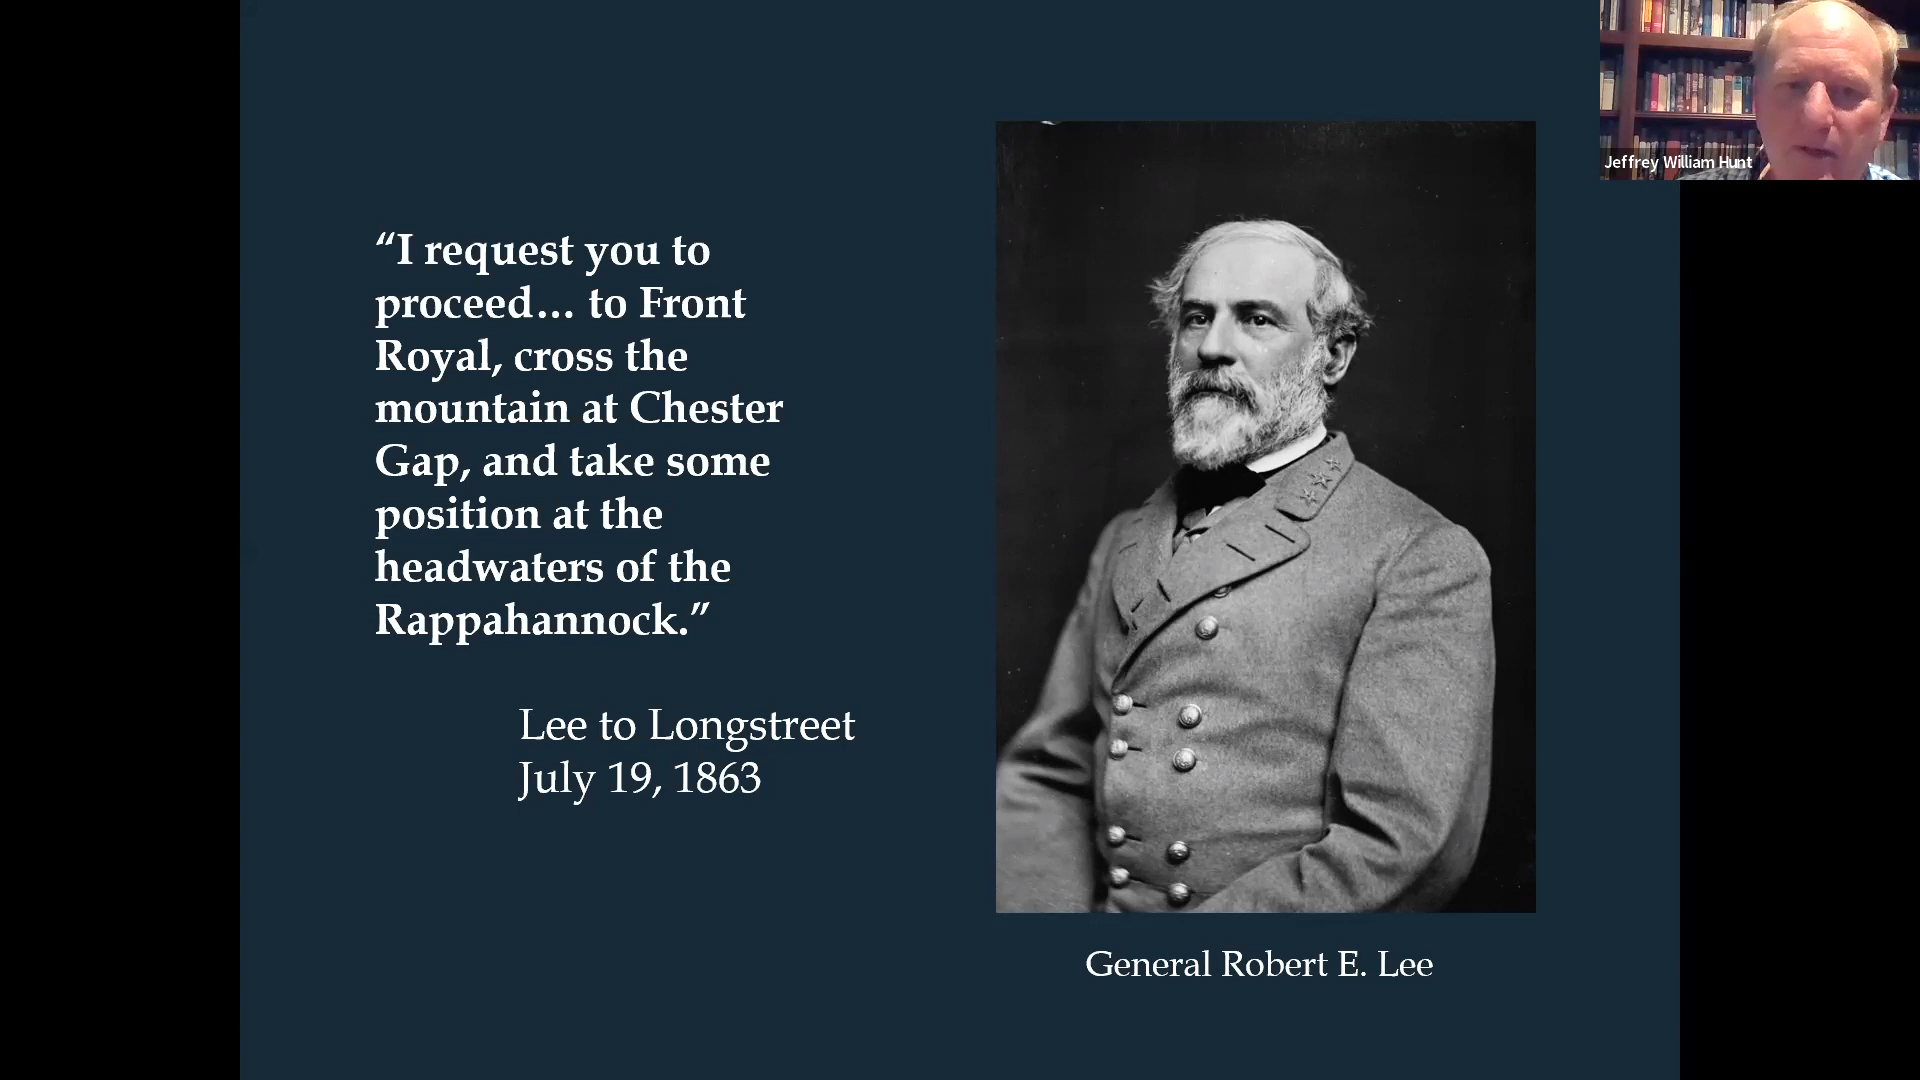 “I request you to
proceed… to Front
Royal, cross the
mountain at Chester
Gap, and take some
position at the
headwaters of the
Rappahannock.”
Lee to Longstreet
July 19, 1863
General Robert E. Lee
Jeffrey William Hunt